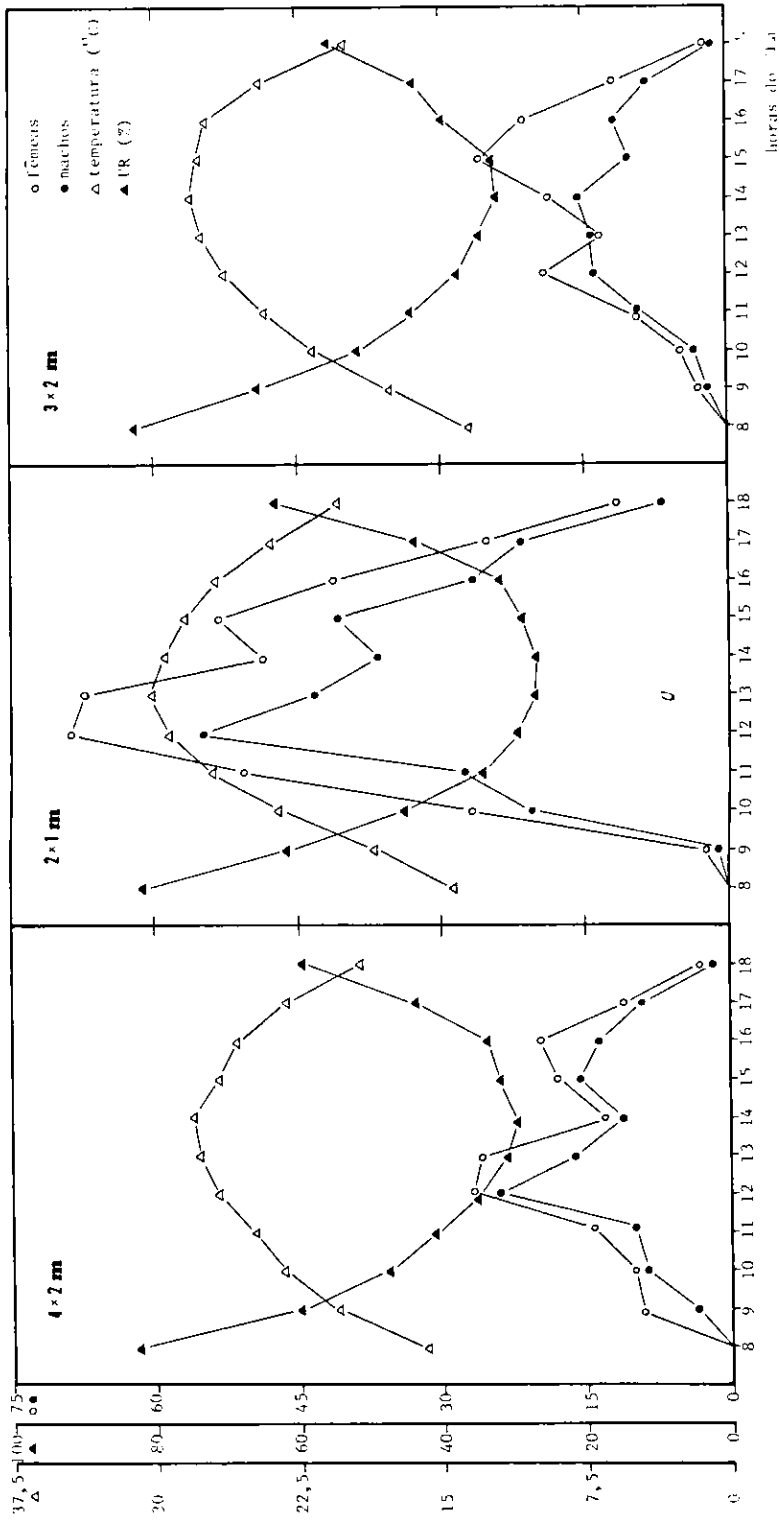 4×2 m
2×1 m
3×2 m
fêmeas
machos
temperatura (°C)
UR (%)
37,5 100 75
30 80 60
22,5 60 45
15 40 30
7,5 20 15
0 0 0
8 9 10 11 12 13 14 15 16 17 18
8 9 10 11 12 13 14 15 16 17 18
8 9 10 11 12 13 14 15 16 17
horas do